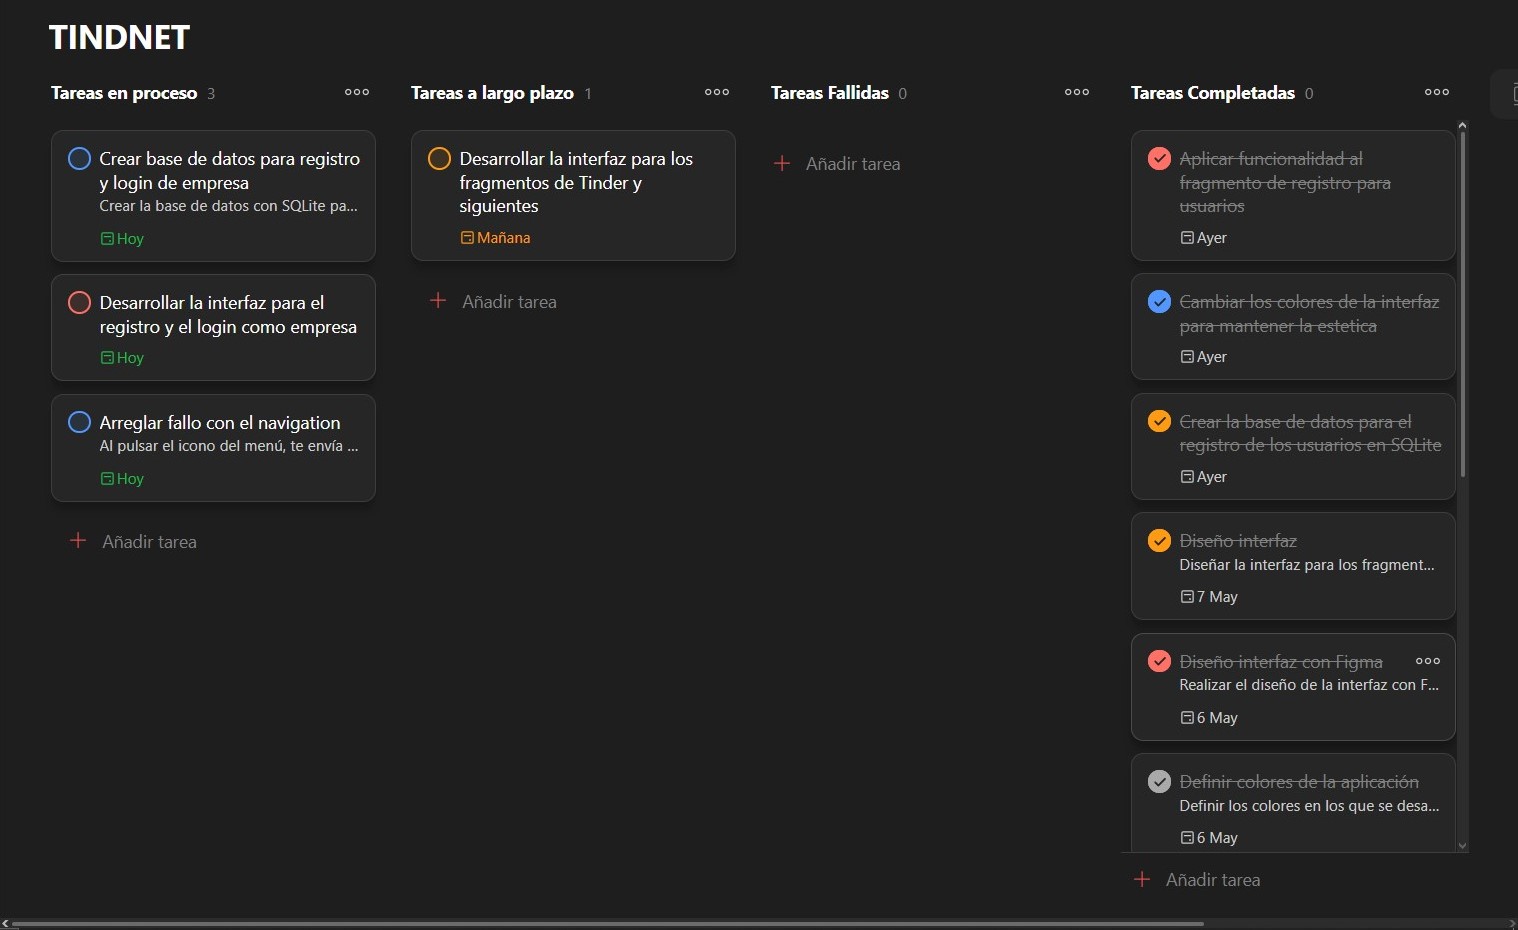 TINDNET
Tareas en proceso 3
Crear base de datos para registro
y login de empresa
Crear la base de datos con SQLite pa...
Hoy
Desarrollar la interfaz para el
registro y el login como empresa
Hoy
Arreglar fallo con el navigation
Al pulsar el icono del menú, te envía ...
Hoy
Añadir tarea
Tareas a largo plazo 1
Desarrollar la interfaz para los
fragmentos de Tinder y
siguientes
Mañana
Añadir tarea
Tareas Fallidas 0
Añadir tarea
Tareas Completadas 0
Aplicar funcionalidad al
fragmento de registro para
usuarios
Ayer
Cambiar los colores de la interfaz
para mantener la estetica
Ayer
Crear la base de datos para el
registro de los usuarios en SQLite
Ayer
Diseño interfaz
Diseñar la interfaz para los fragment...
7 May
Diseño interfaz con Figma
Realizar el diseño de la interfaz con F...
6 May
Definir colores de la aplicación
Definir los colores en los que se desa...
6 May
Añadir tarea